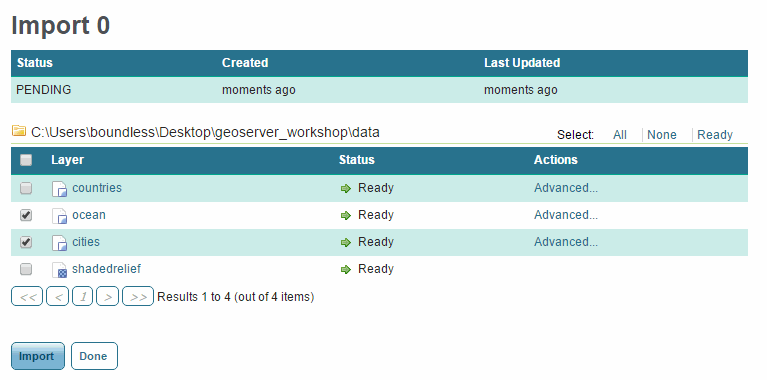 Import 0
Status Created Last Updated
PENDING moments ago moments ago
C:\Users\boundless\Desktop\geoserver_workshop\data Select: All None Ready
Layer Status Actions
countries Ready Advanced...
ocean Ready Advanced...
cities Ready Advanced...
shadedrelief Ready
<< < 1 > >> Results 1 to 4 (out of 4 items)
Import Done